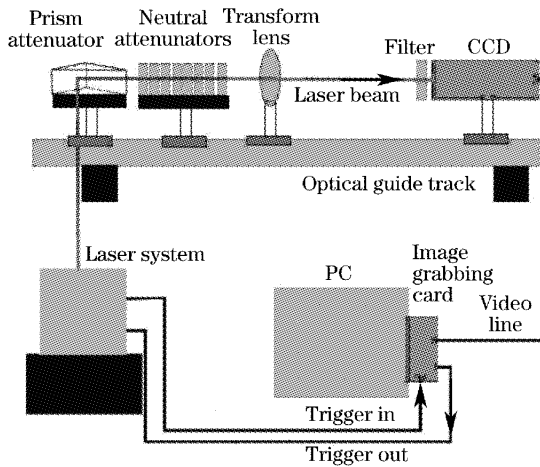 Prism
attenuator
Neutral
attenunators
Transform
lens
Filter
CCD
Laser beam
Optical guide track
Laser system
PC
Image
grabbing
card
Video
line
Trigger in
Trigger out